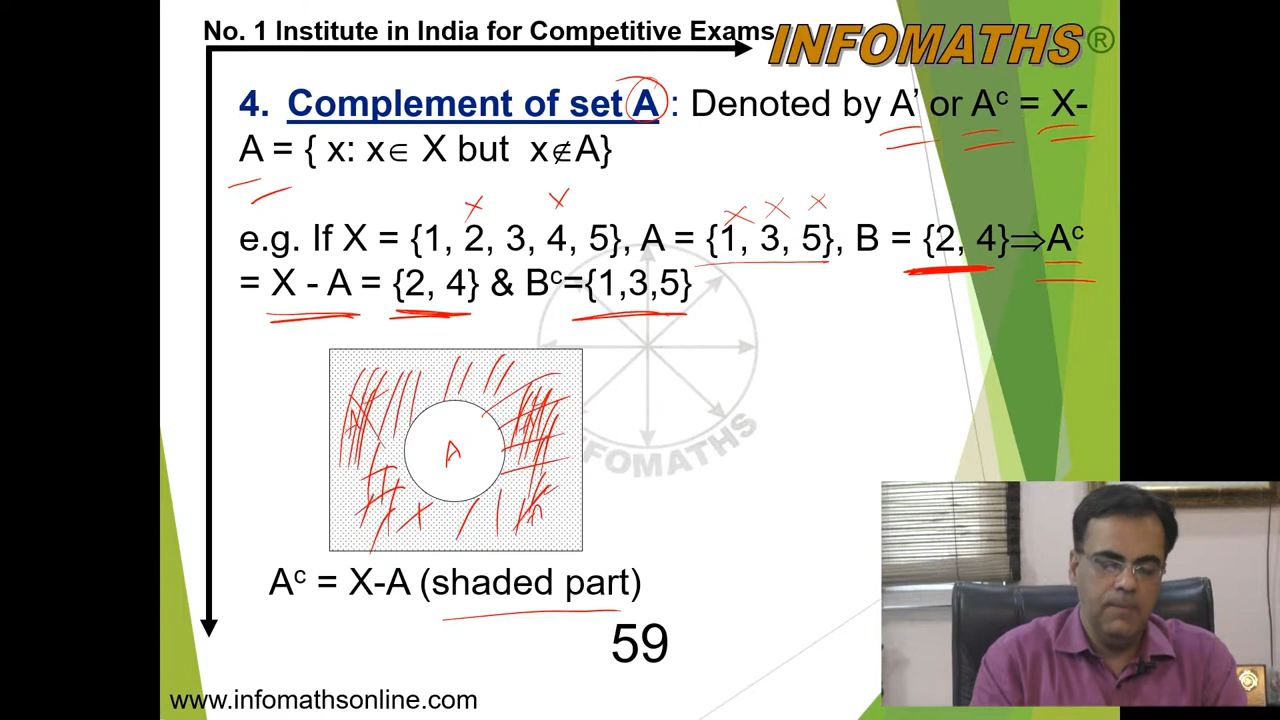 No. 1 Institute in India for Competitive Exams
INFOMATHS®
4. Complement of set A : Denoted by A’ or Aᶜ = X-
A = { x: x∈ X but x∉A}
e.g. If X = {1, 2, 3, 4, 5}, A = {1, 3, 5}, B = {2, 4}⇒Aᶜ
= X - A = {2, 4} & Bᶜ={1,3,5}
A
INFOMATHS
Aᶜ = X-A (shaded part)
59
www.infomathsonline.com